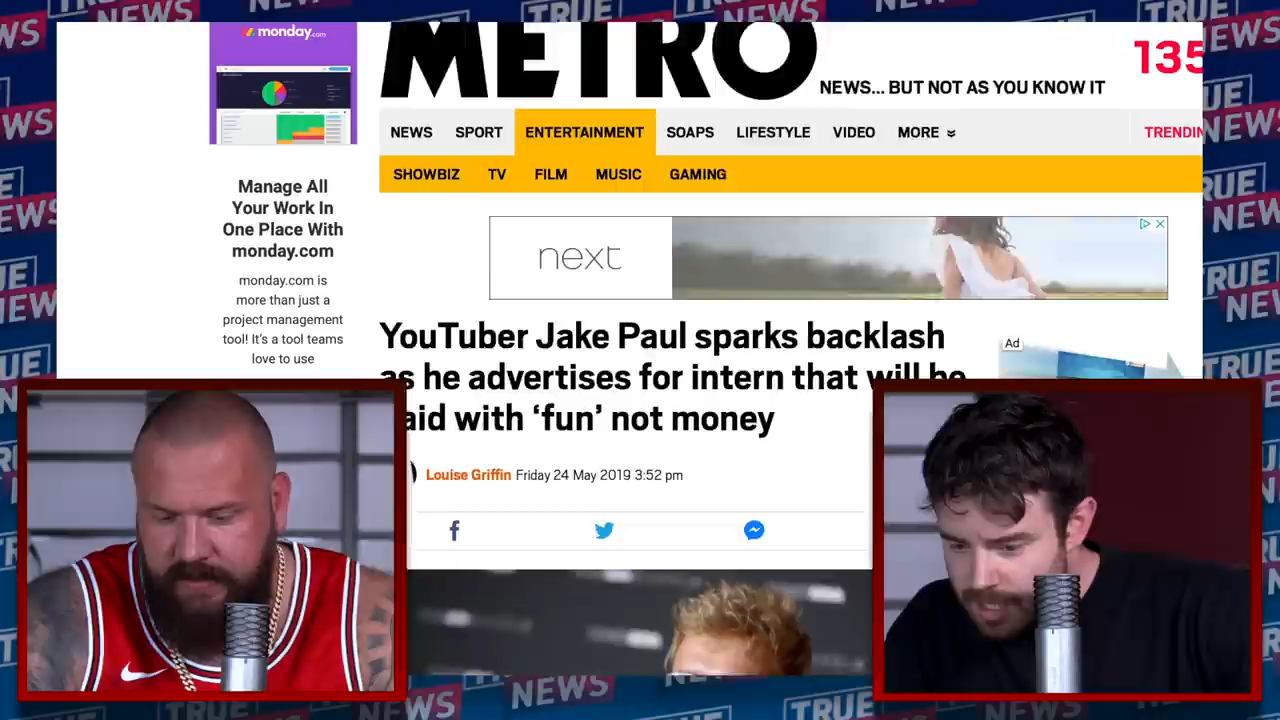 TRUE
NEWS
monday.com
METRO
NEWS... BUT NOT AS YOU KNOW IT
135
NEWS SPORT ENTERTAINMENT SOAPS LIFESTYLE VIDEO MORE
TRENDIN
SHOWBIZ TV FILM MUSIC GAMING
Manage All
Your Work In
One Place With
monday.com
monday.com is
more than just a
project management
tool! It's a tool teams
love to use
next
YouTuber Jake Paul sparks backlash
as he advertises for intern that will be
aid with ‘fun’ not money
Ad
Louise Griffin Friday 24 May 2019 3:52 pm
NEWS
TRUE
NEWS